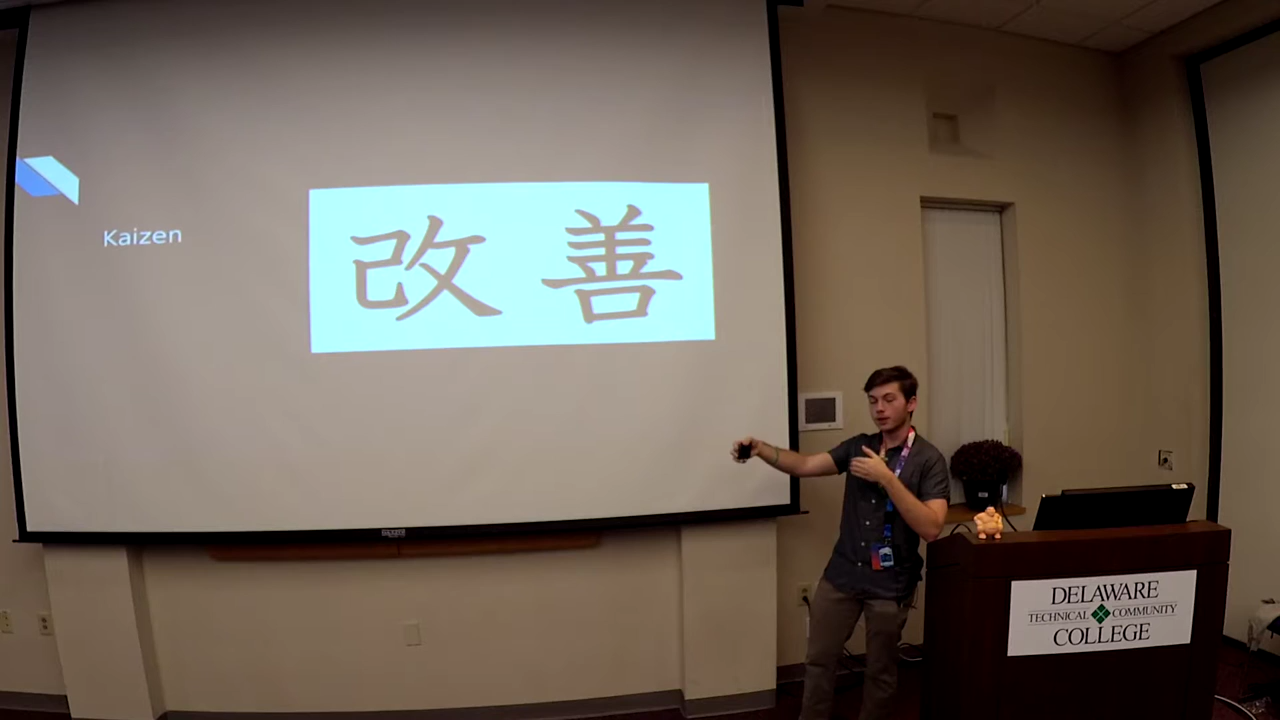 Kaizen
改善
DELAWARE
TECHNICAL COMMUNITY
COLLEGE